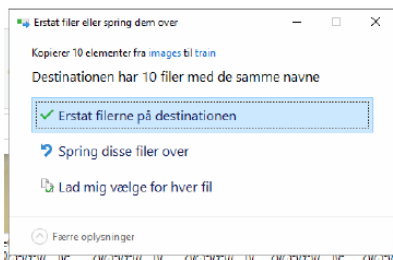 Erstat filer eller spring dem over
Kopierer 10 elementer fra images til train
Destinationen har 10 filer med de samme navne
Erstat filerne på destinationen
Spring disse filer over
Lad mig vælge for hver fil
Færre oplysninger